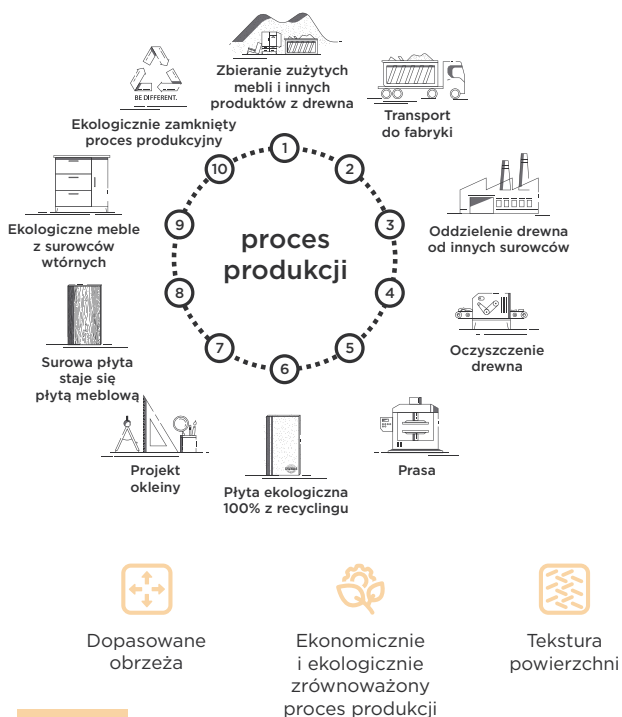 Zbieranie zużytych
mebli i innych
produktów z drewna
1
Transport
do fabryki
2
Oddzielenie drewna
od innych surowców
3
Oczyszczenie
drewna
4
Prasa
5
Płyta ekologiczna
100% z recyclingu
6
Projekt
okleiny
7
Surowa płyta
staje się
płytą meblową
8
Ekologiczne meble
z surowców
wtórnych
9
BE DIFFERENT.
Ekologicznie zamknięty
proces produkcyjny
10
proces
produkcji
Dopasowane
obrzeża
Ekonomicznie
i ekologicznie
zrównoważony
proces produkcji
Tekstura
powierzchni